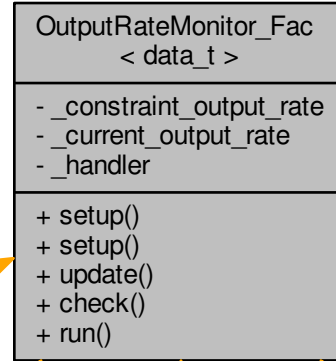 OutputRateMonitor_Fac
< data_t >
- _constraint_output_rate
- _current_output_rate
- _handler
+ setup()
+ setup()
+ update()
+ check()
+ run()